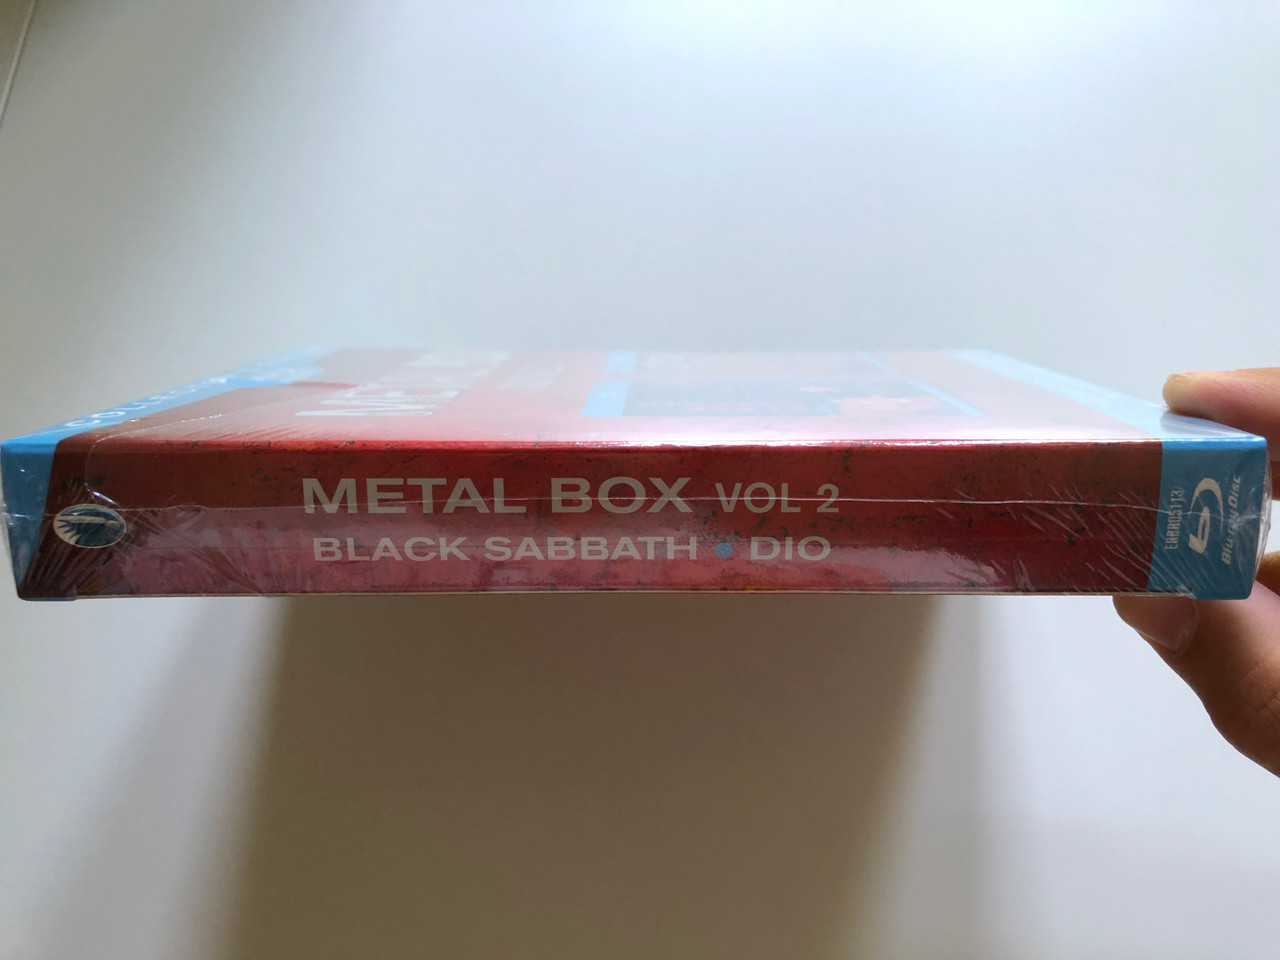 METAL BOX VOL 2
BLACK SABBATH • DIO
ERBRD5113
Blu-ray Disc